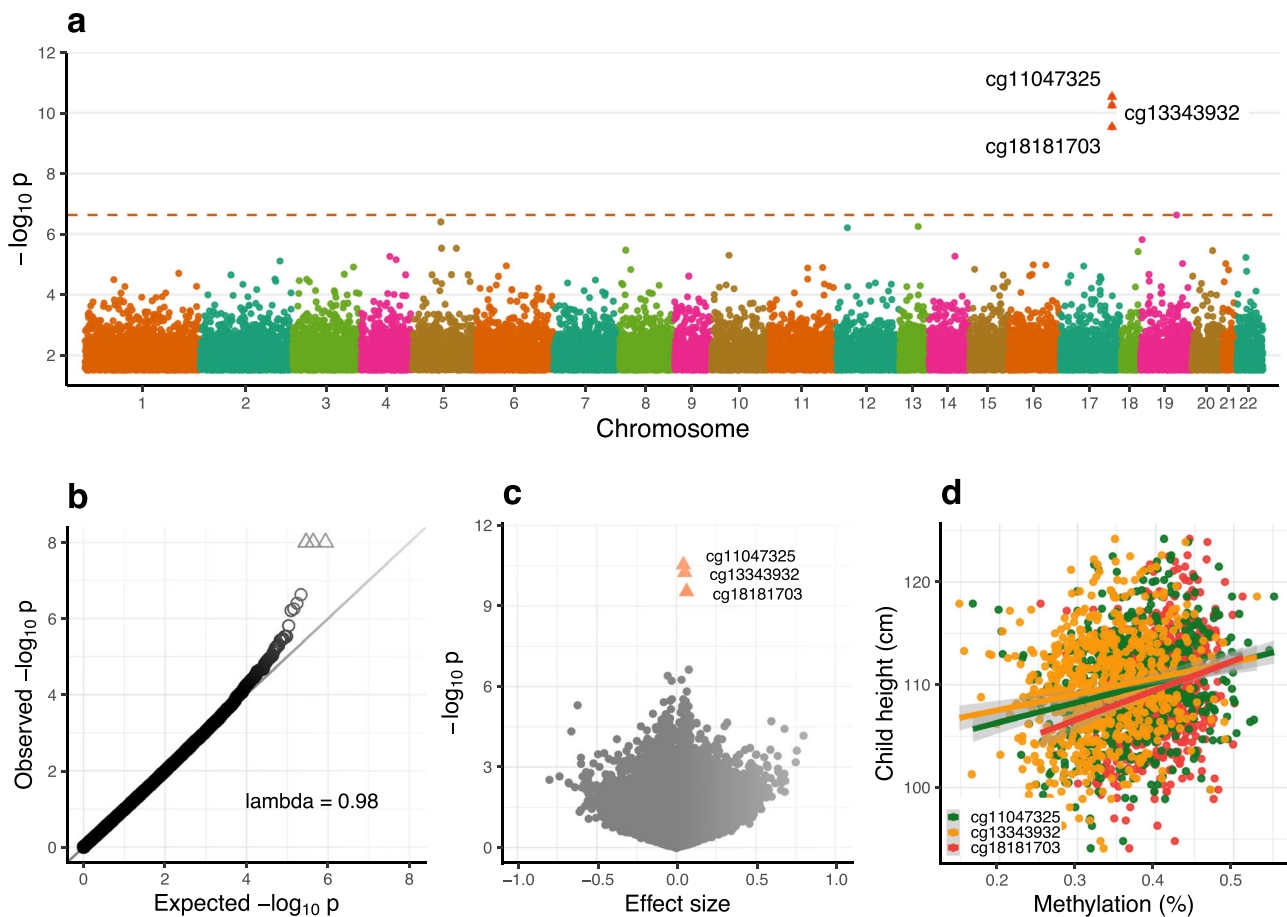 a
12
10
8
6
4
2
−log10 p
cg11047325
cg13343932
cg18181703
1 2 3 4 5 6 7 8 9 10 11 12 13 14 15 16 17 18 19 20 21 22
Chromosome
b
8
6
4
2
0
Observed −log10 p
lambda = 0.98
0 2 4 6 8
Expected −log10 p
c
12
9
6
3
0
−log10 p
cg11047325
cg13343932
cg18181703
−1.0 −0.5 0.0 0.5 1.0
Effect size
d
120
110
100
Child height (cm)
cg11047325
cg13343932
cg18181703
0.2 0.3 0.4 0.5
Methylation (%)